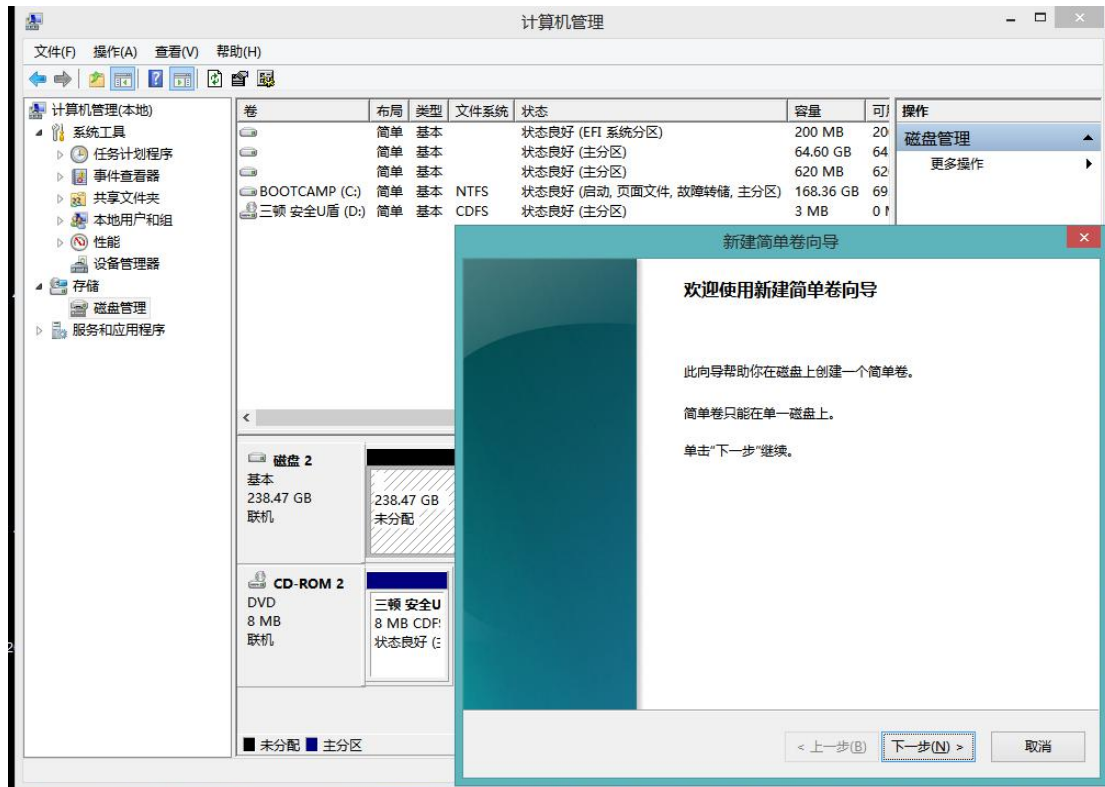 计算机管理
文件(F) 操作(A) 查看(V) 帮助(H)
计算机管理(本地)
系统工具
任务计划程序
事件查看器
共享文件夹
本地用户和组
性能
设备管理器
存储
磁盘管理
服务和应用程序
卷 布局 类型 文件系统 状态 容量
简单 基本 状态良好 (EFI 系统分区) 200 MB 20
简单 基本 状态良好 (主分区) 64.60 GB 64
简单 基本 状态良好 (主分区) 620 MB 62
BOOTCAMP (C:) 简单 基本 NTFS 状态良好 (启动, 页面文件, 故障转储, 主分区) 168.36 GB 69
三顿 安全U盾 (D:) 简单 基本 CDFS 状态良好 (主分区) 3 MB 0
操作
磁盘管理
更多操作
磁盘 2
基本
238.47 GB
联机
238.47 GB
未分配
CD-ROM 2
DVD
8 MB
联机
三顿 安全U
8 MB CDF
状态良好 (
未分配 主分区
新建简单卷向导
欢迎使用新建简单卷向导
此向导帮助你在磁盘上创建一个简单卷。
简单卷只能在单一磁盘上。
单击"下一步"继续。
< 上一步(B) 下一步(N) > 取消